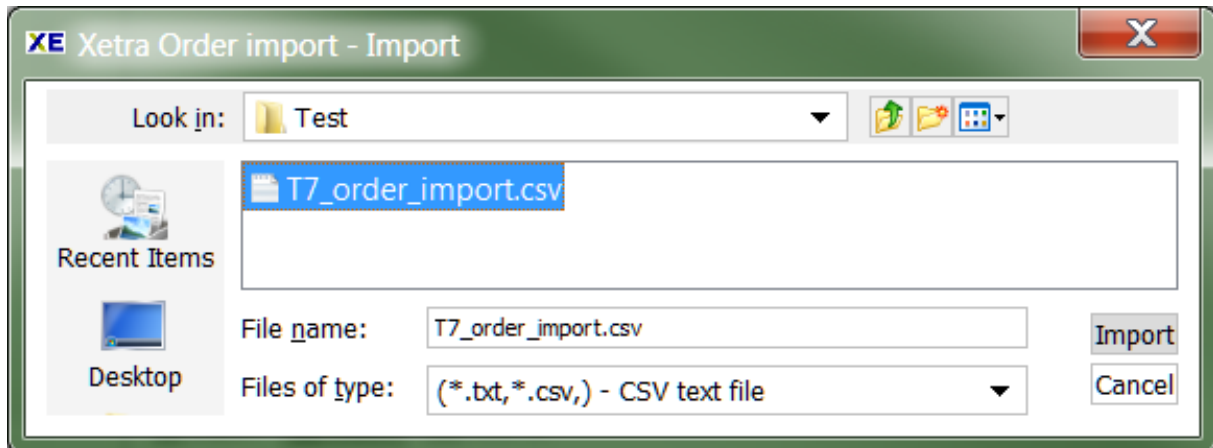 XE Xetra Order import - Import
X
Look in: Test
T7_order_import.csv
Recent Items
Desktop
File name: T7_order_import.csv
Import
Files of type: (*.txt,*.csv,) - CSV text file
Cancel